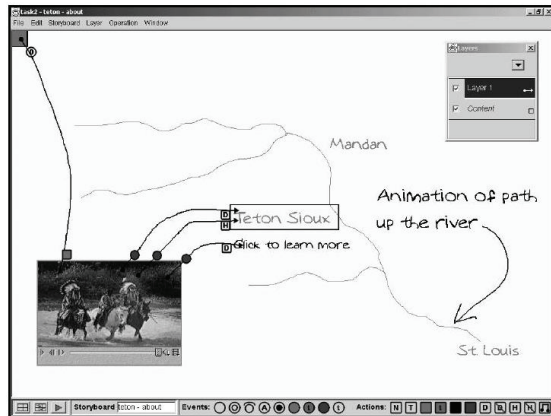 task2 - teton - about
File Edit Storyboard Layer Operation Window
Layers
Layer 1
Content
Mandan
Animation of path
up the river
D
Teton Sioux
H
D
Click to learn more
St. Louis
Storyboard teton - about Events: A t t Actions: N T D D H H